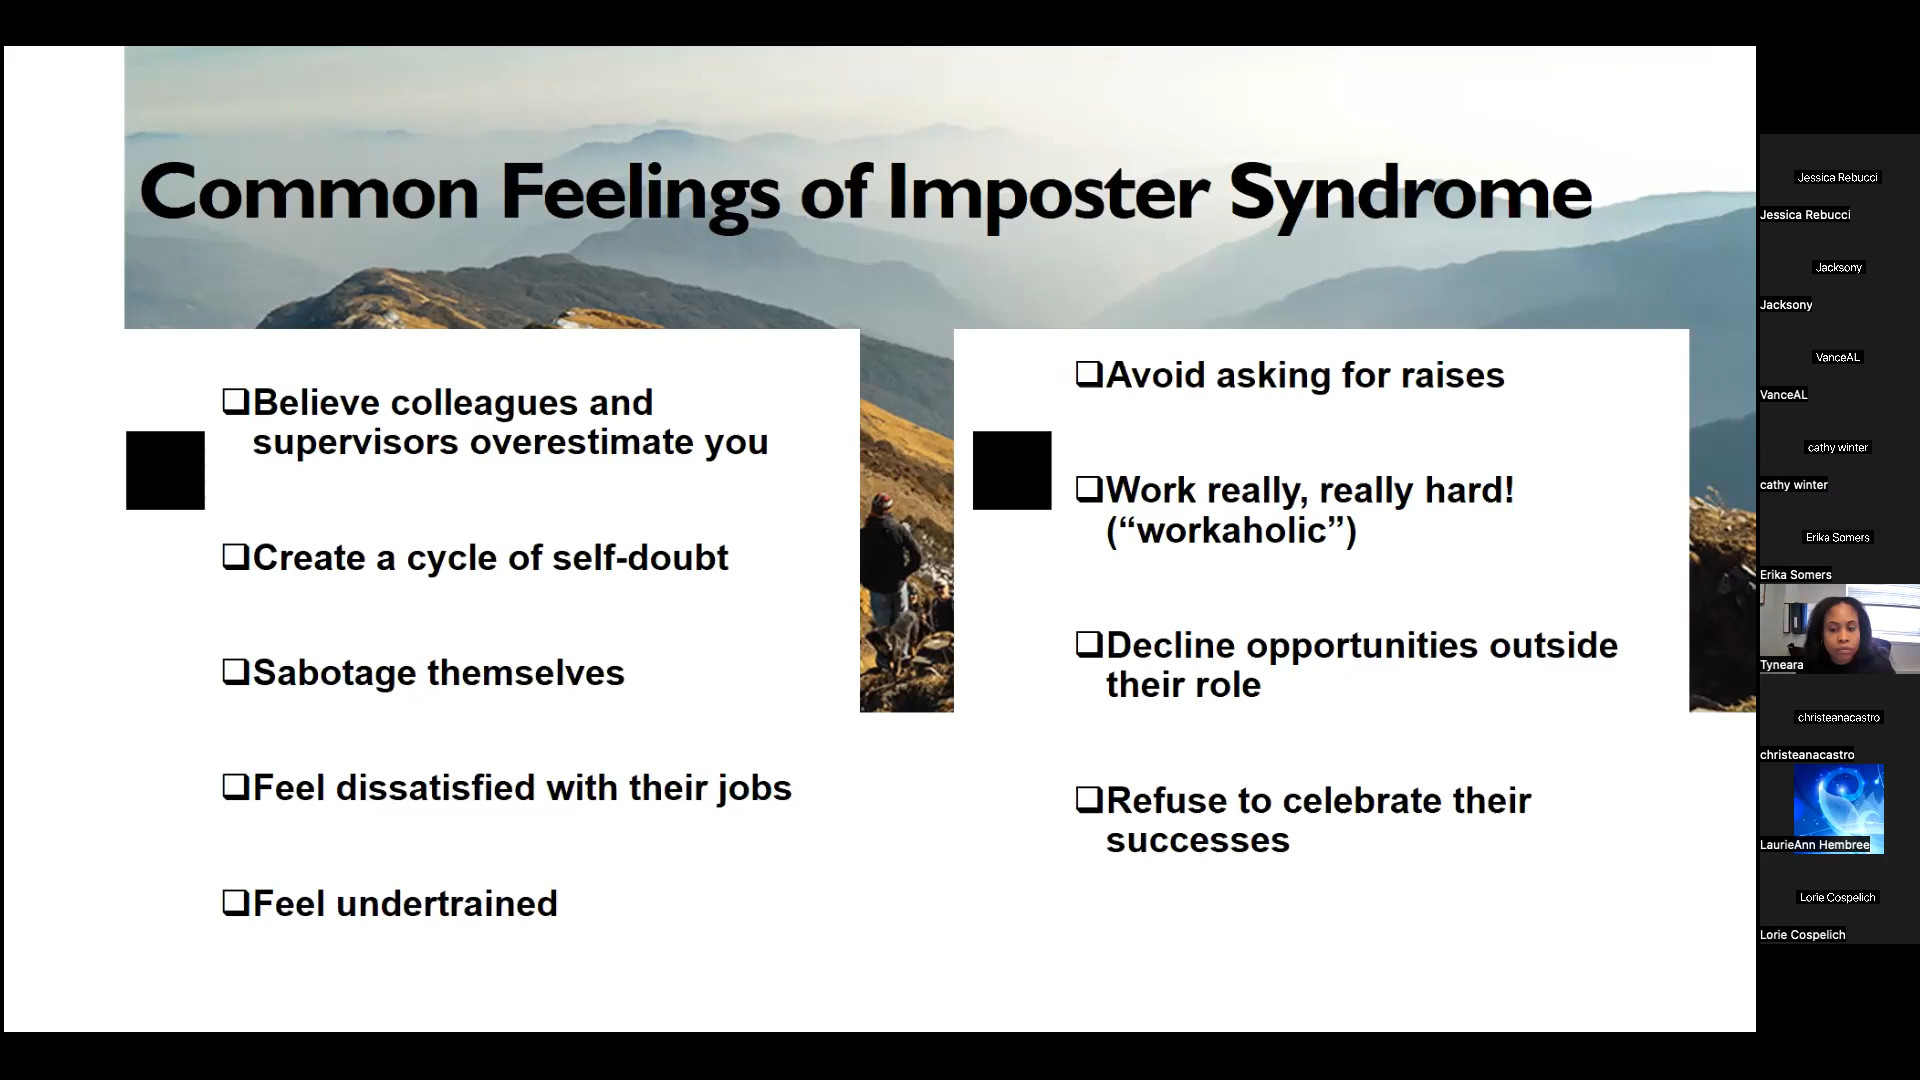 Common Feelings of Imposter Syndrome
❑Believe colleagues and
supervisors overestimate you
❑Create a cycle of self-doubt
❑Sabotage themselves
❑Feel dissatisfied with their jobs
❑Feel undertrained
❑Avoid asking for raises
❑Work really, really hard!
(“workaholic”)
❑Decline opportunities outside
their role
❑Refuse to celebrate their
successes
Jessica Rebucci
Jessica Rebucci
Jacksony
Jacksony
VanceAL
VanceAL
cathy winter
cathy winter
Erika Somers
Erika Somers
Tyneara
christeanacastro
christeanacastro
LaurieAnn Hembree
Lorie Cospelich
Lorie Cospelich